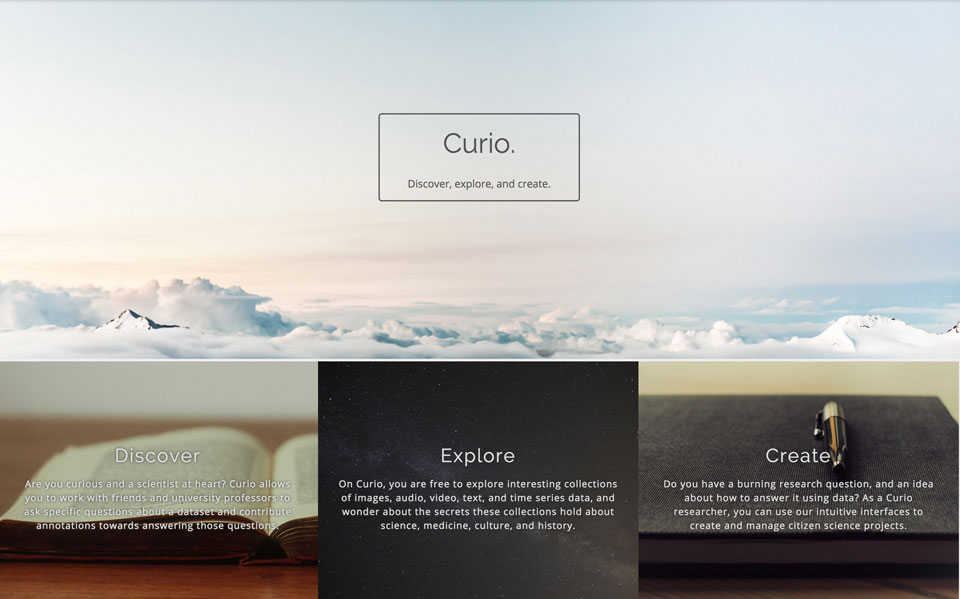 Curio.
Discover, explore, and create.
Discover
Are you curious and a scientist at heart? Curio allows
you to work with friends and university professors to
ask specific questions about a dataset and contribute
annotations towards answering those questions.
Explore
On Curio, you are free to explore interesting collections
of images, audio, video, text, and time series data, and
wonder about the secrets these collections hold about
science, medicine, culture, and history.
Create
Do you have a burning research question, and an idea
about how to answer it using data? As a Curio
researcher, you can use our intuitive interfaces to
create and manage citizen science projects.